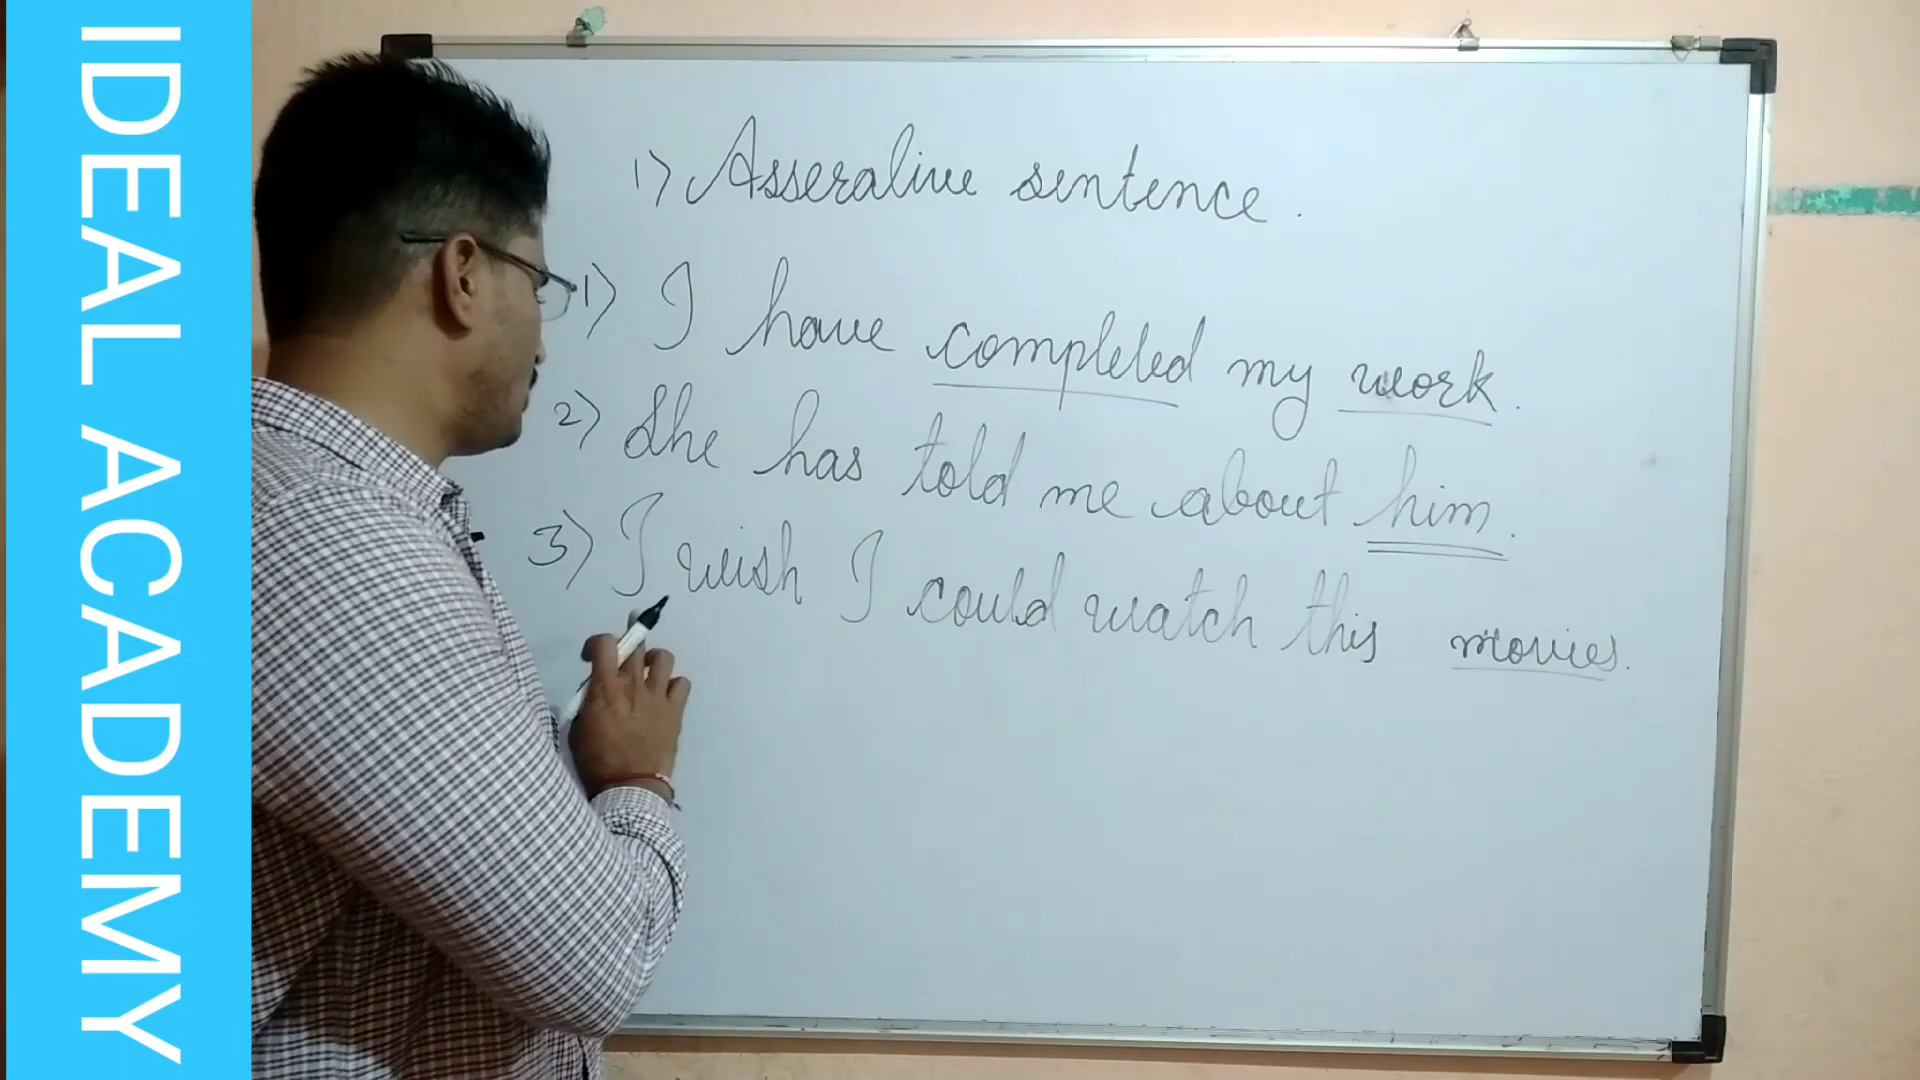 IDEAL ACADEMY
1) Asseralive sentence.
1) I have completed my work.
2) She has told me about him.
3) I wish I could watch this movies.